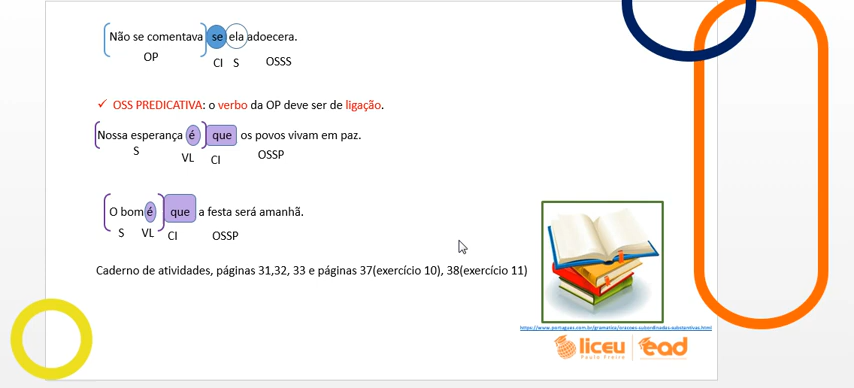 Não se comentava se ela adoecera.
OP CI S OSSS
✓ OSS PREDICATIVA: o verbo da OP deve ser de ligação.
Nossa esperança é que os povos vivam em paz.
S VL CI OSSP
O bom é que a festa será amanhã.
S VL CI OSSP
Caderno de atividades, páginas 31,32, 33 e páginas 37(exercício 10), 38(exercício 11)
https://www.portugues.com.br/gramatica/oracoes-subordinadas-substantivas.html
liceu ead
Paulo Freire